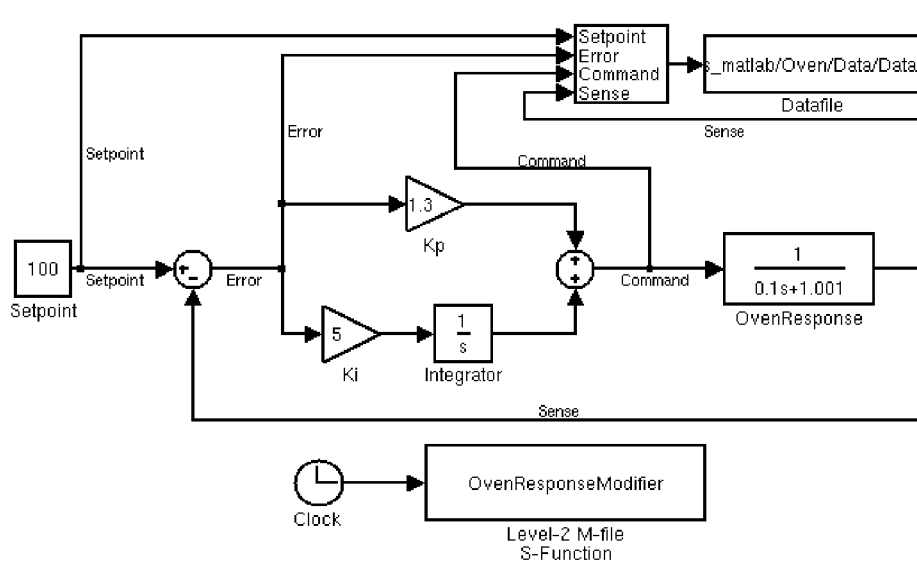 Setpoint
Error
Command
Sense
s_matlab/Oven/Data/Data
Datafile
Sense
Error
Setpoint
Command
1.3
Kp
100
Setpoint
Setpoint
+
−
Error
+
+
Command
1
0.1s+1.001
OvenResponse
5
Ki
1
s
Integrator
Sense
OvenResponseModifier
Clock
Level-2 M-file
S-Function